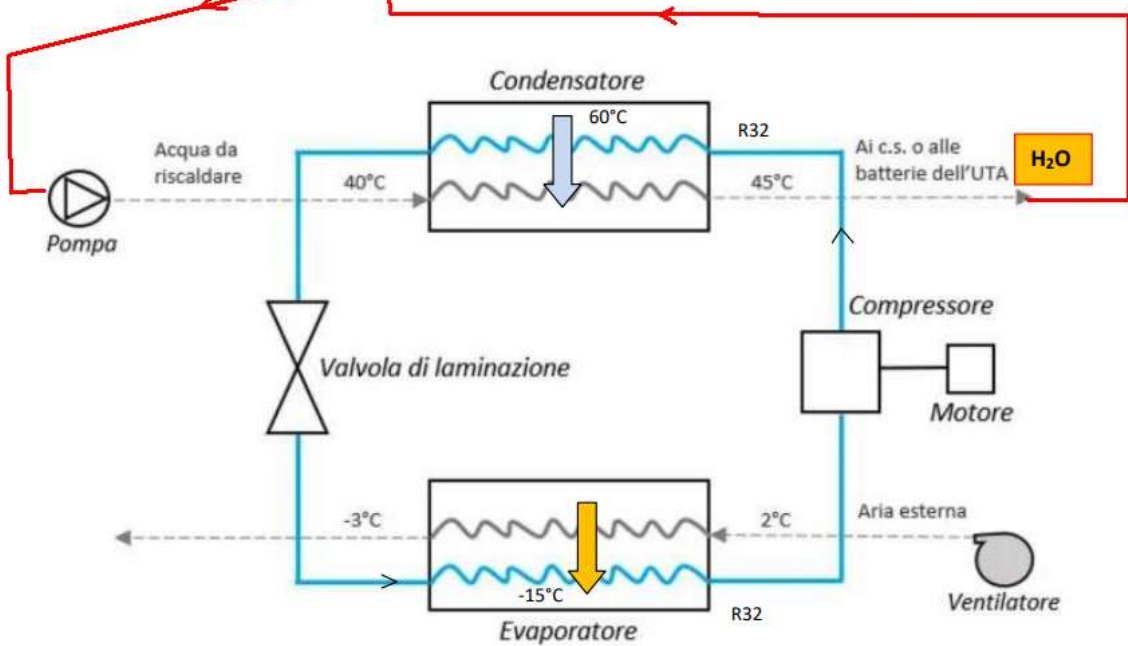 Condensatore
60°C
R32
Acqua da
riscaldare
40°C
45°C
Ai c.s. o alle
batterie dell'UTA
H₂O
Pompa
Compressore
Valvola di laminazione
Motore
-3°C
2°C
Aria esterna
-15°C
R32
Ventilatore
Evaporatore